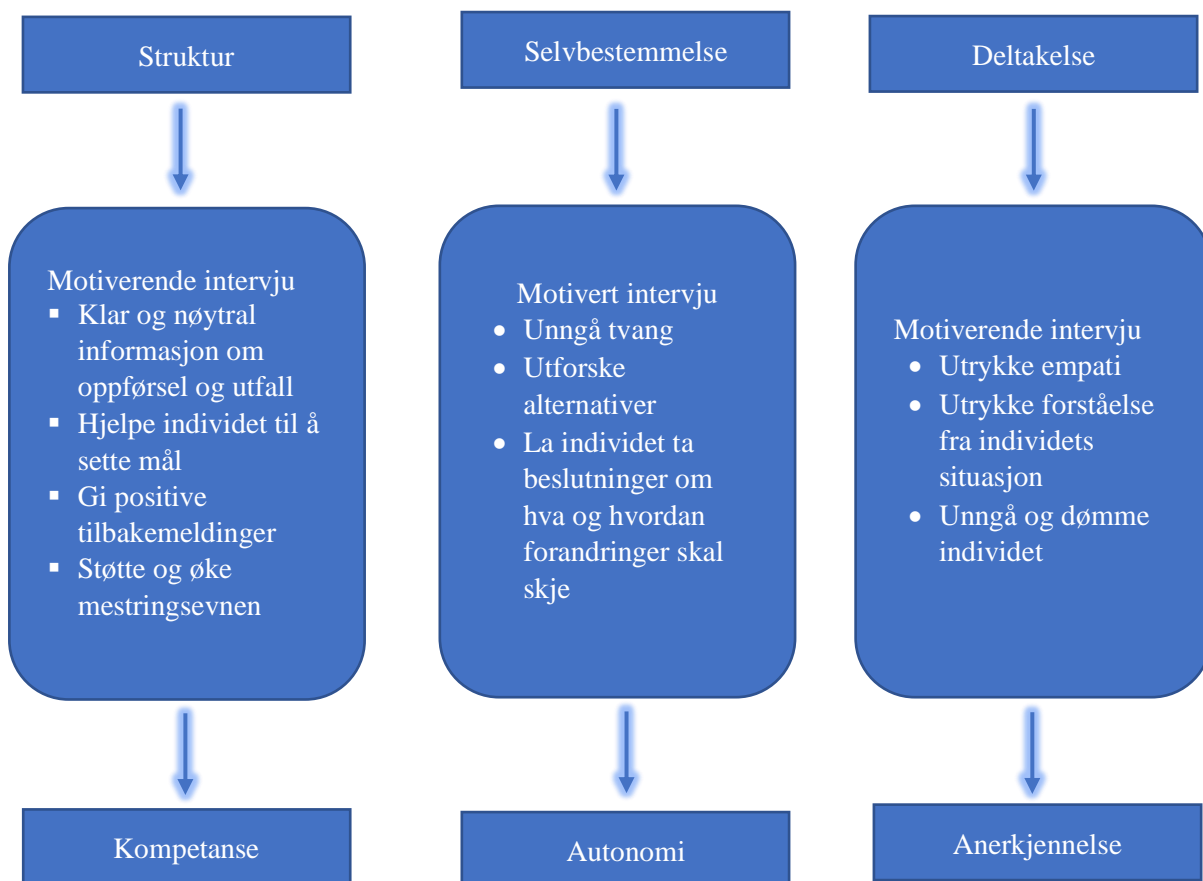 Struktur
Selvbestemmelse
Deltakelse
Motiverende intervju
▪ Klar og nøytral
informasjon om
oppførsel og utfall
▪ Hjelpe individet til å
sette mål
▪ Gi positive
tilbakemeldinger
▪ Støtte og øke
mestringsevnen
Motivert intervju
• Unngå tvang
• Utforske
alternativer
• La individet ta
beslutninger om
hva og hvordan
forandringer skal
skje
Motiverende intervju
• Utrykke empati
• Utrykke forståelse
fra individets
situasjon
• Unngå og dømme
individet
Kompetanse
Autonomi
Anerkjennelse